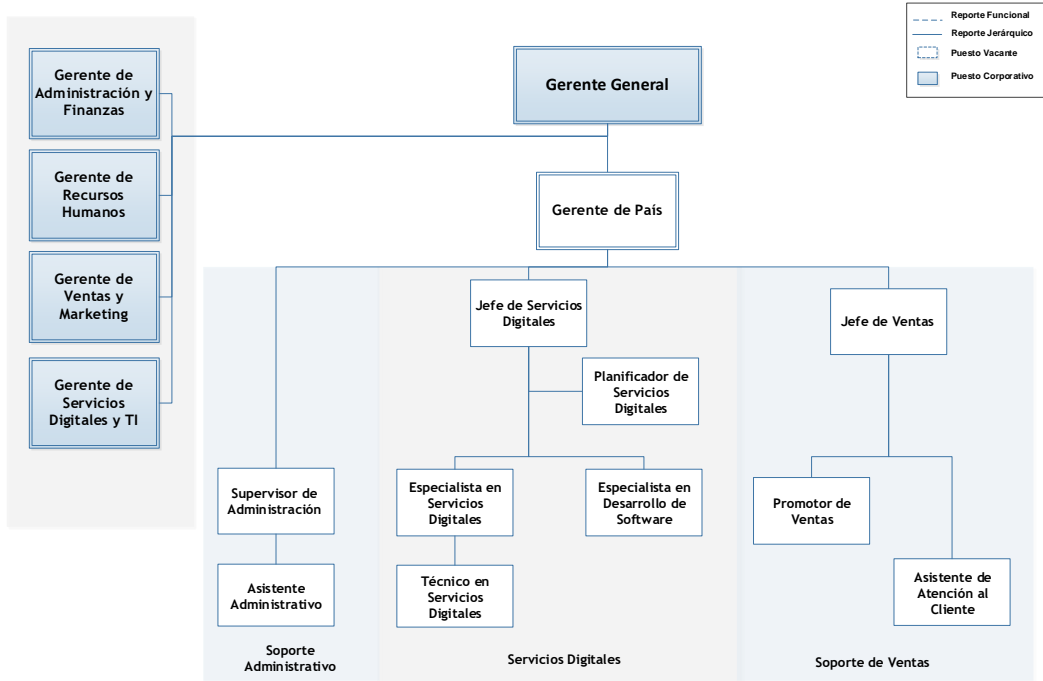 Reporte Funcional
Reporte Jerárquico
Puesto Vacante
Puesto Corporativo
Gerente de
Administración y
Finanzas
Gerente de
Recursos
Humanos
Gerente de
Ventas y
Marketing
Gerente de
Servicios
Digitales y TI
Gerente General
Gerente de País
Jefe de Servicios
Digitales
Jefe de Ventas
Planificador de
Servicios
Digitales
Supervisor de
Administración
Especialista en
Servicios
Digitales
Especialista en
Desarrollo de
Software
Promotor de
Ventas
Asistente
Administrativo
Técnico en
Servicios
Digitales
Asistente de
Atención al
Cliente
Soporte
Administrativo
Servicios Digitales
Soporte de Ventas